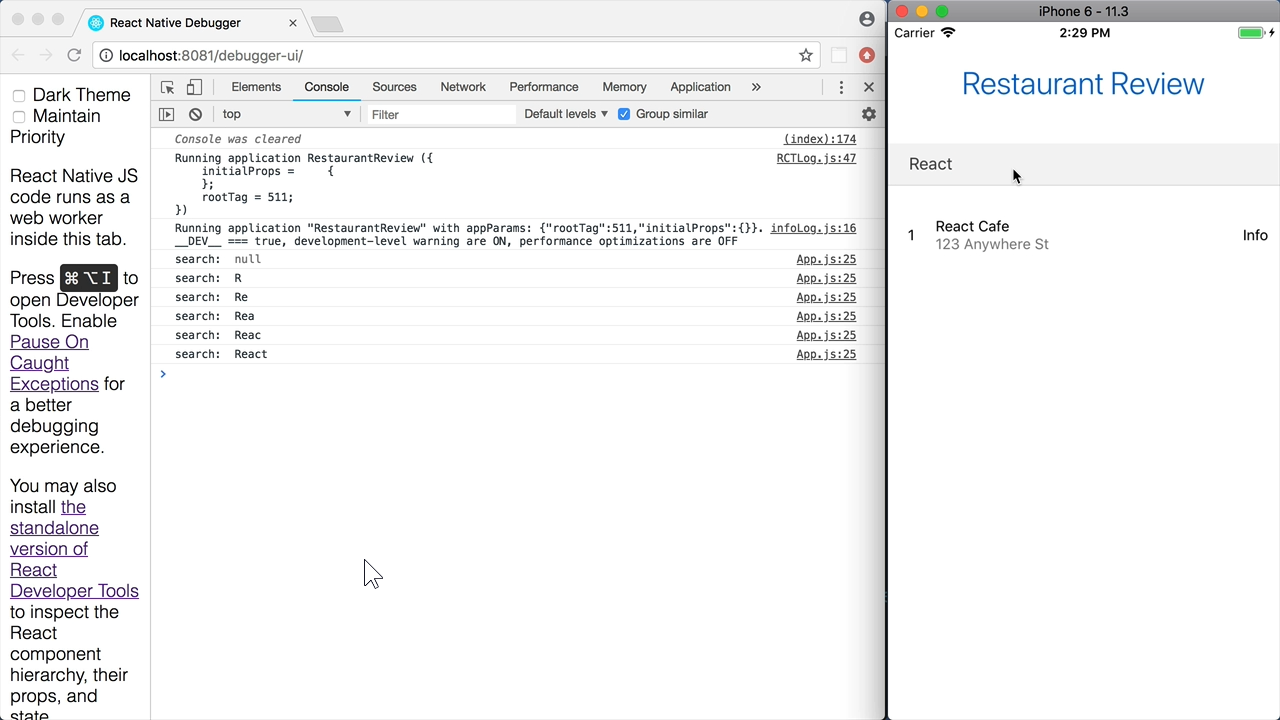 React Native Debugger
localhost:8081/debugger-ui/
Dark Theme
Maintain
Priority
React Native JS
code runs as a
web worker
inside this tab.
Press ⌘⌥I to
open Developer
Tools. Enable
Pause On
Caught
Exceptions for
a better
debugging
experience.
You may also
install the
standalone
version of
React
Developer Tools
to inspect the
React
component
hierarchy, their
props, and
state.
Elements Console Sources Network Performance Memory Application »
top Filter Default levels ▼ Group similar
Console was cleared (index):174
Running application RestaurantReview ({ RCTLog.js:47
initialProps = {
};
rootTag = 511;
})
Running application "RestaurantReview" with appParams: {"rootTag":511,"initialProps":{}}. infoLog.js:16
__DEV__ === true, development-level warning are ON, performance optimizations are OFF
search: null App.js:25
search: R App.js:25
search: Re App.js:25
search: Rea App.js:25
search: Reac App.js:25
search: React App.js:25
iPhone 6 - 11.3
Carrier 2:29 PM
Restaurant Review
React
1 React Cafe Info
123 Anywhere St